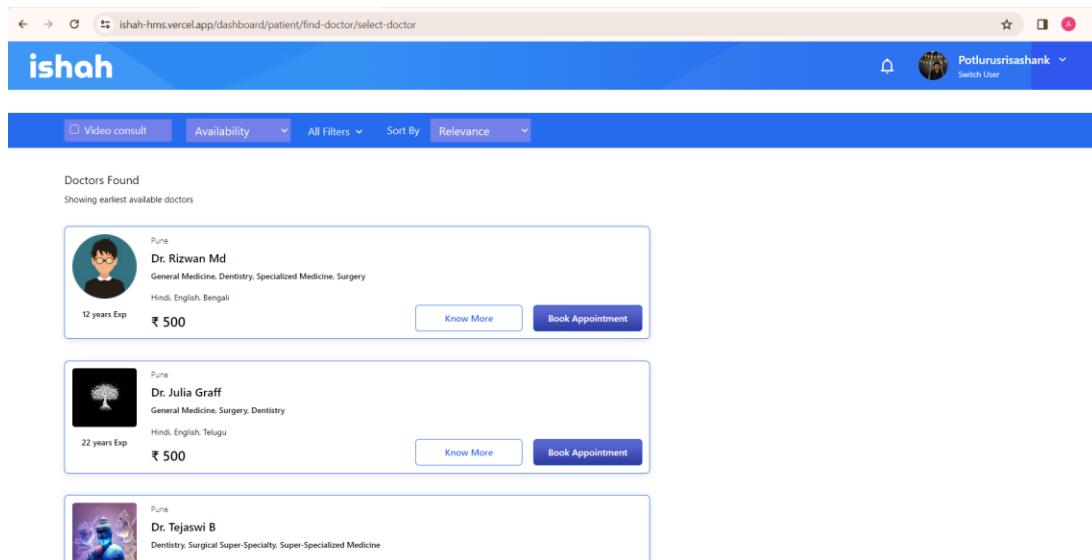 ishah-hms.vercel.app/dashboard/patient/find-doctor/select-doctor
A
ishah
Potlurusrisashank
Switch User
Video consult Availability All Filters Sort By Relevance
Doctors Found
Showing earliest available doctors
Pune
Dr. Rizwan Md
General Medicine, Dentistry, Specialized Medicine, Surgery
Hindi, English, Bengali
12 years Exp
₹ 500 Know More Book Appointment
Pune
Dr. Julia Graff
General Medicine, Surgery, Dentistry
Hindi, English, Telugu
22 years Exp
₹ 500 Know More Book Appointment
Pune
Dr. Tejaswi B
Dentistry, Surgical Super-Specialty, Super-Specialized Medicine